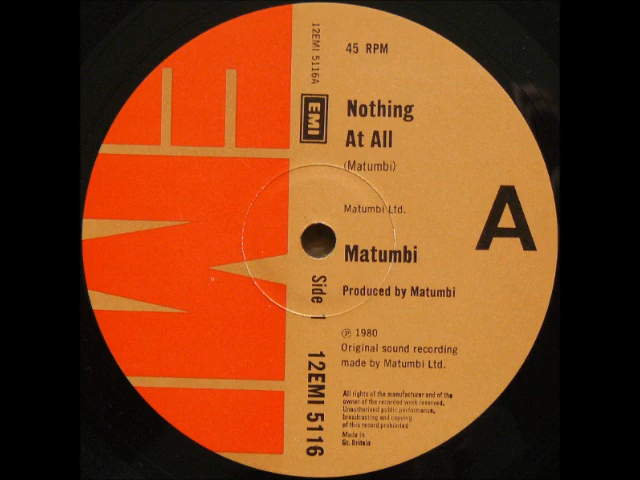 12EMI 5116A
45 RPM
EMI
Nothing
At All
(Matumbi)
Matumbi Ltd.
A
Matumbi
Produced by Matumbi
Side 1
12EMI 5116
℗ 1980
Original sound recording
made by Matumbi Ltd.
All rights of the manufacturer and of the
owner of the recorded work reserved.
Unauthorised public performance,
broadcasting and copying
of this record prohibited
Made in
Gt. Britain
EMI